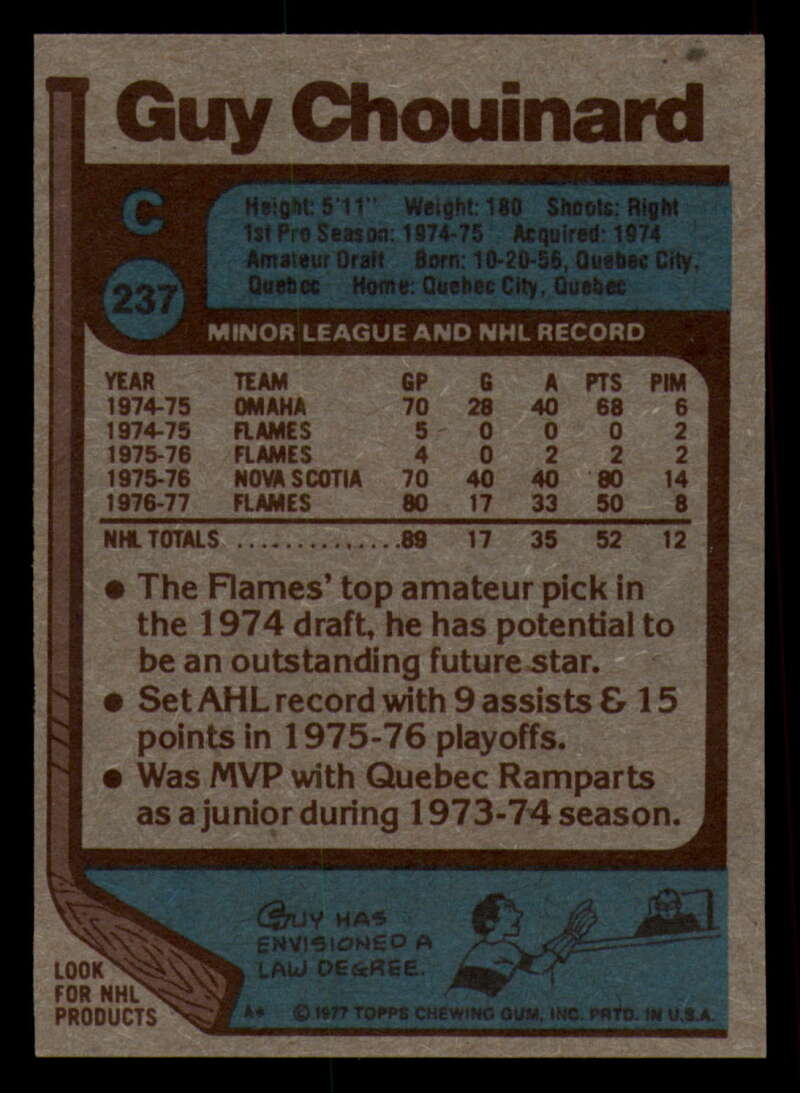 Guy Chouinard
C
237
Height: 5'11" Weight: 180 Shoots: Right
1st Pro Season: 1974-75 Acquired: 1974
Amateur Draft Born: 10-20-56, Quebec City,
Quebec Home: Quebec City, Quebec
MINOR LEAGUE AND NHL RECORD
YEAR TEAM GP G A PTS PIM
1974-75 OMAHA 70 28 40 68 6
1974-75 FLAMES 5 0 0 0 2
1975-76 FLAMES 4 0 2 2 2
1975-76 NOVA SCOTIA 70 40 40 80 14
1976-77 FLAMES 80 17 33 50 8
NHL TOTALS ..............89 17 35 52 12
• The Flames' top amateur pick in
the 1974 draft, he has potential to
be an outstanding future star.
• Set AHL record with 9 assists & 15
points in 1975-76 playoffs.
• Was MVP with Quebec Ramparts
as a junior during 1973-74 season.
GUY HAS
ENVISIONED A
LAW DEGREE.
LOOK
FOR NHL
PRODUCTS
A* © 1977 TOPPS CHEWING GUM, INC. PRTD. IN U.S.A.